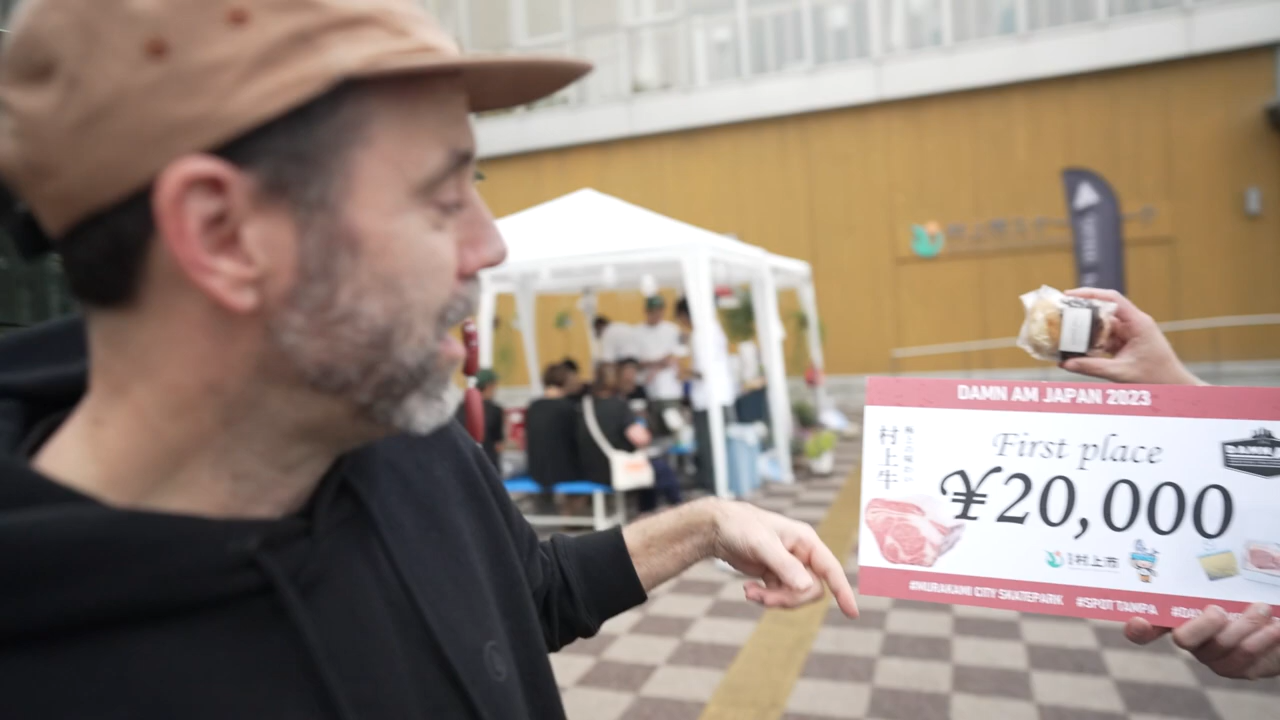 DAMN AM JAPAN 2023
村上牛
First place
¥20,000
村上市
#MURAKAMI CITY SKATEPARK #SPOT TAMPA